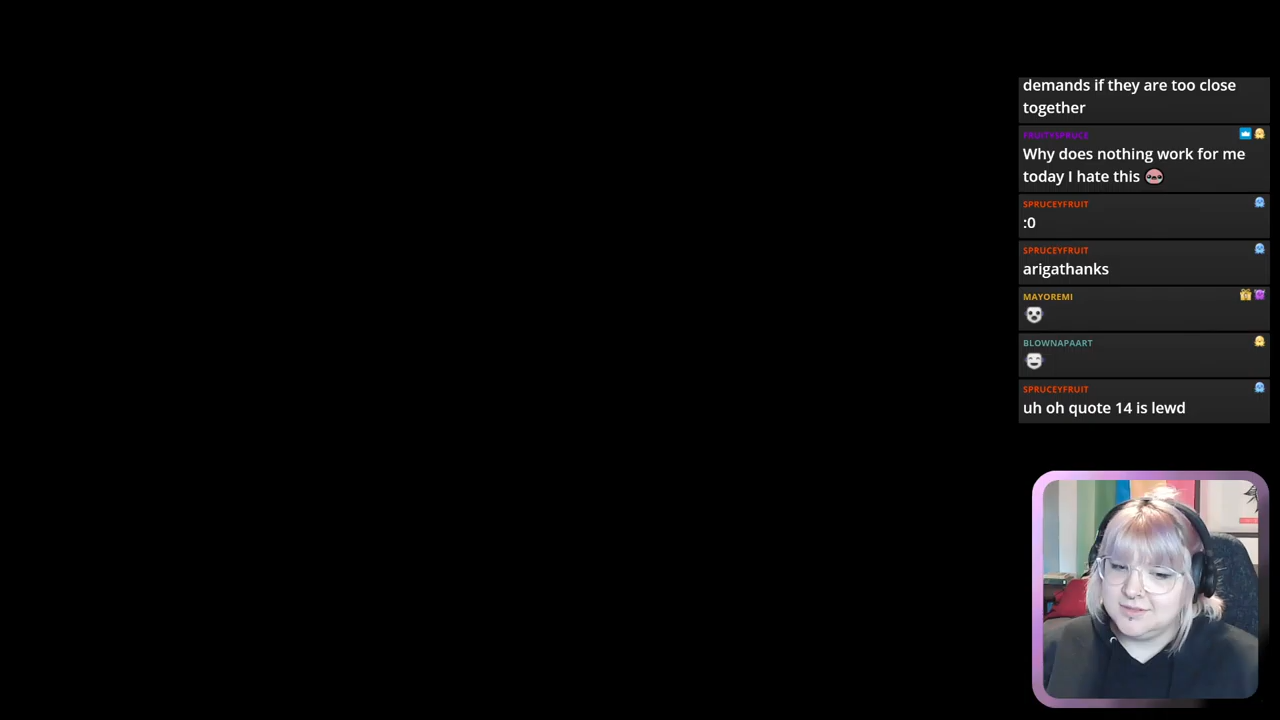 demands if they are too close
together
FRUITYSPRUCE
Why does nothing work for me
today I hate this
SPRUCEYFRUIT
:0
SPRUCEYFRUIT
arigathanks
MAYOREMI
BLOWNAPAART
SPRUCEYFRUIT
uh oh quote 14 is lewd